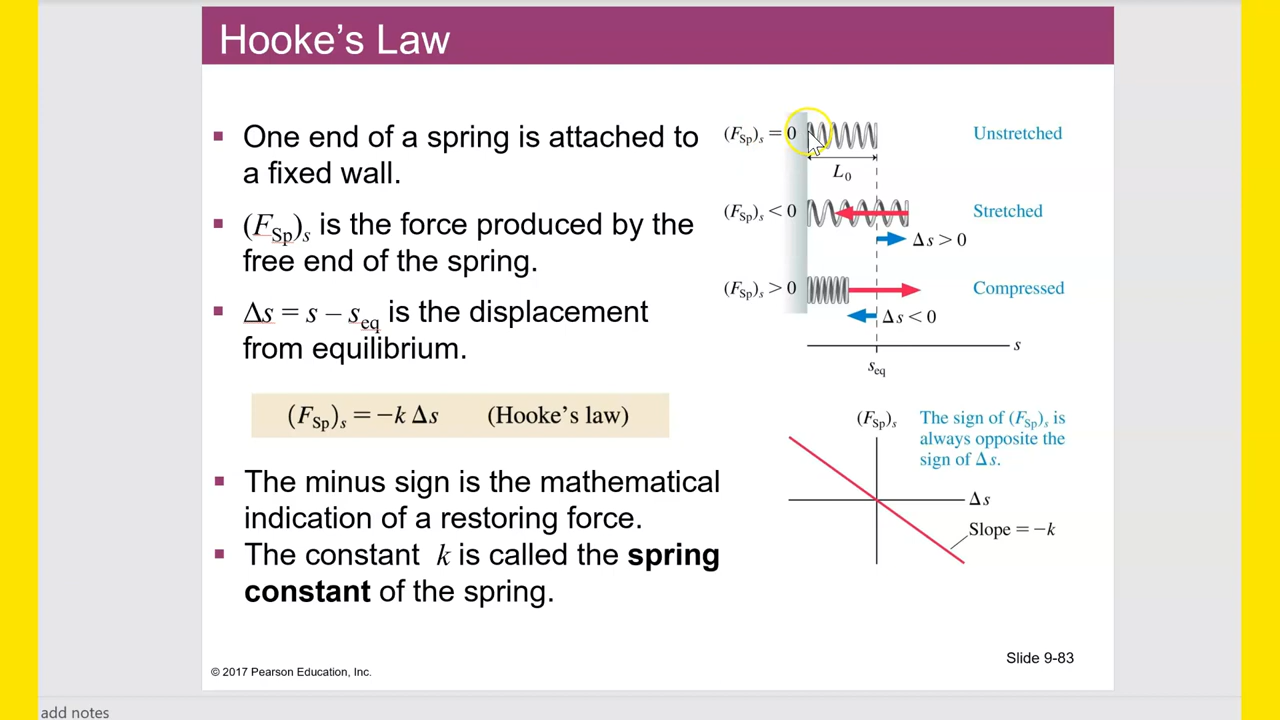 Hooke's Law
▪ One end of a spring is attached to
a fixed wall.
▪ (F_Sp)_s is the force produced by the
free end of the spring.
▪ Δs = s – s_eq is the displacement
from equilibrium.
(F_Sp)_s = −k Δs (Hooke's law)
▪ The minus sign is the mathematical
indication of a restoring force.
▪ The constant k is called the spring
constant of the spring.
(F_Sp)_s = 0
Unstretched
L_0
(F_Sp)_s < 0
Stretched
Δs > 0
(F_Sp)_s > 0
Compressed
Δs < 0
s
s_eq
(F_Sp)_s
The sign of (F_Sp)_s is
always opposite the
sign of Δs.
Δs
Slope = −k
Slide 9-83
© 2017 Pearson Education, Inc.
add notes